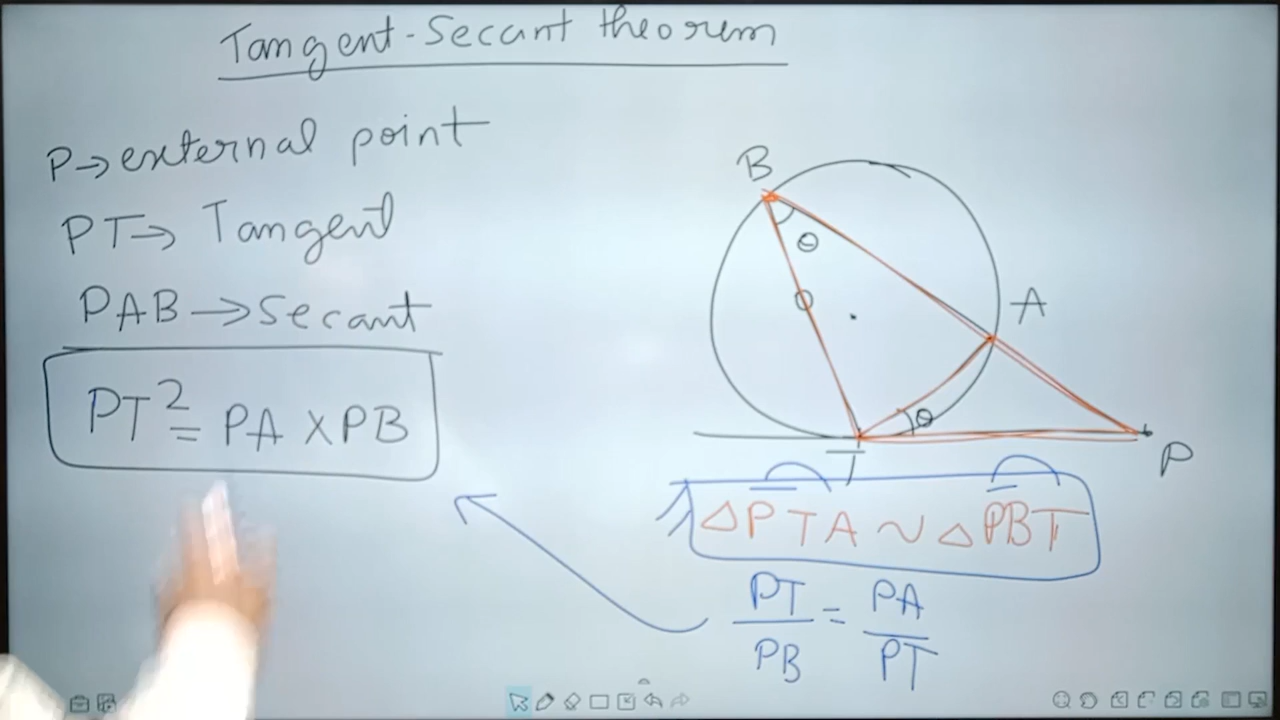 Tangent-Secant theorem
P→external point
PT→ Tangent
PAB→Secant
PT²=PA×PB
B
θ
O
A
θ
T
P
△PTA ~ △PBT
PT/PB = PA/PT